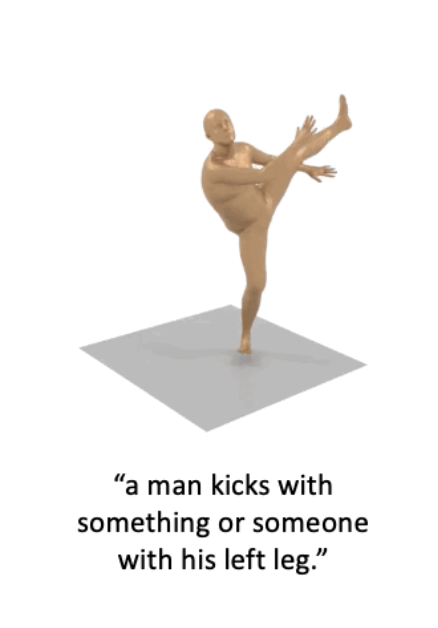 “a man kicks with
something or someone
with his left leg.”